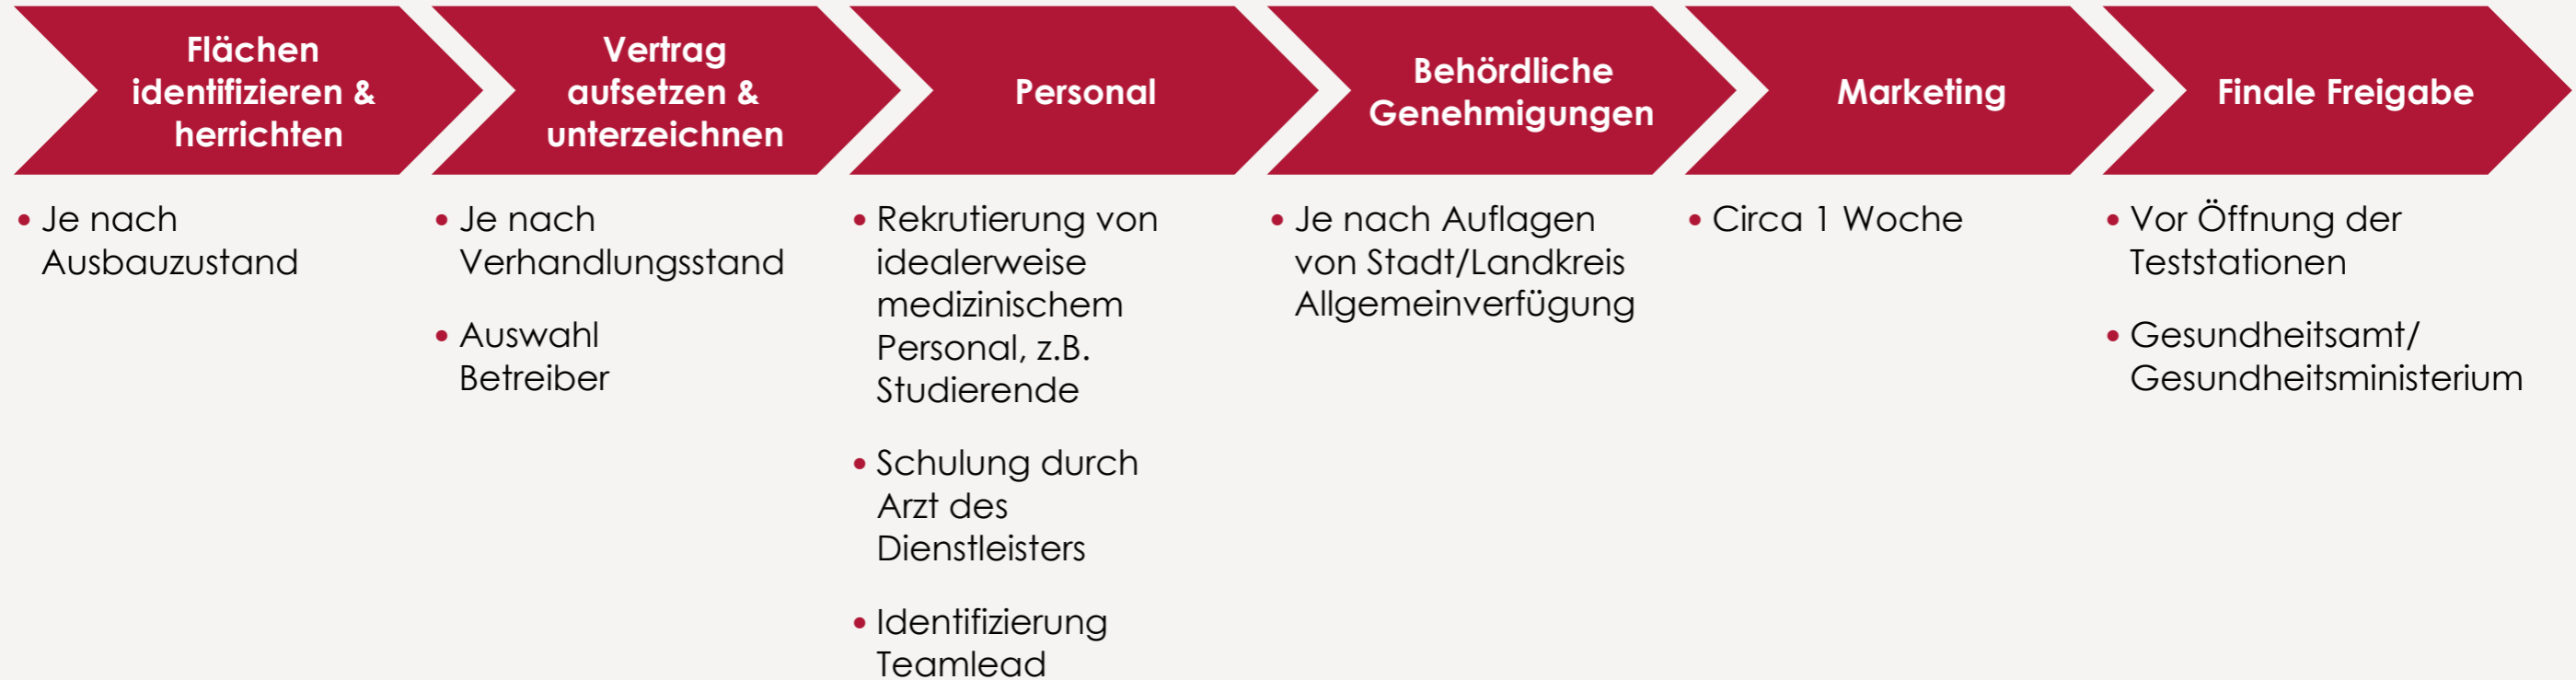 Flächen
identifizieren &
herrichten
Vertrag
aufsetzen &
unterzeichnen
Personal
Behördliche
Genehmigungen
Marketing
Finale Freigabe
• Je nach
Ausbauzustand
• Je nach
Verhandlungsstand
• Auswahl
Betreiber
• Rekrutierung von
idealerweise
medizinischem
Personal, z.B.
Studierende
• Schulung durch
Arzt des
Dienstleisters
• Identifizierung
Teamlead
• Je nach Auflagen
von Stadt/Landkreis
Allgemeinverfügung
• Circa 1 Woche
• Vor Öffnung der
Teststationen
• Gesundheitsamt/
Gesundheitsministerium